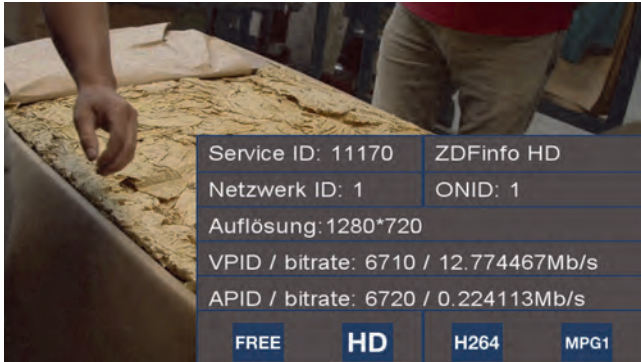 Service ID: 11170 ZDFinfo HD
Netzwerk ID: 1 ONID: 1
Auflösung:1280*720
VPID / bitrate: 6710 / 12.774467Mb/s
APID / bitrate: 6720 / 0.224113Mb/s
FREE HD H264 MPG1